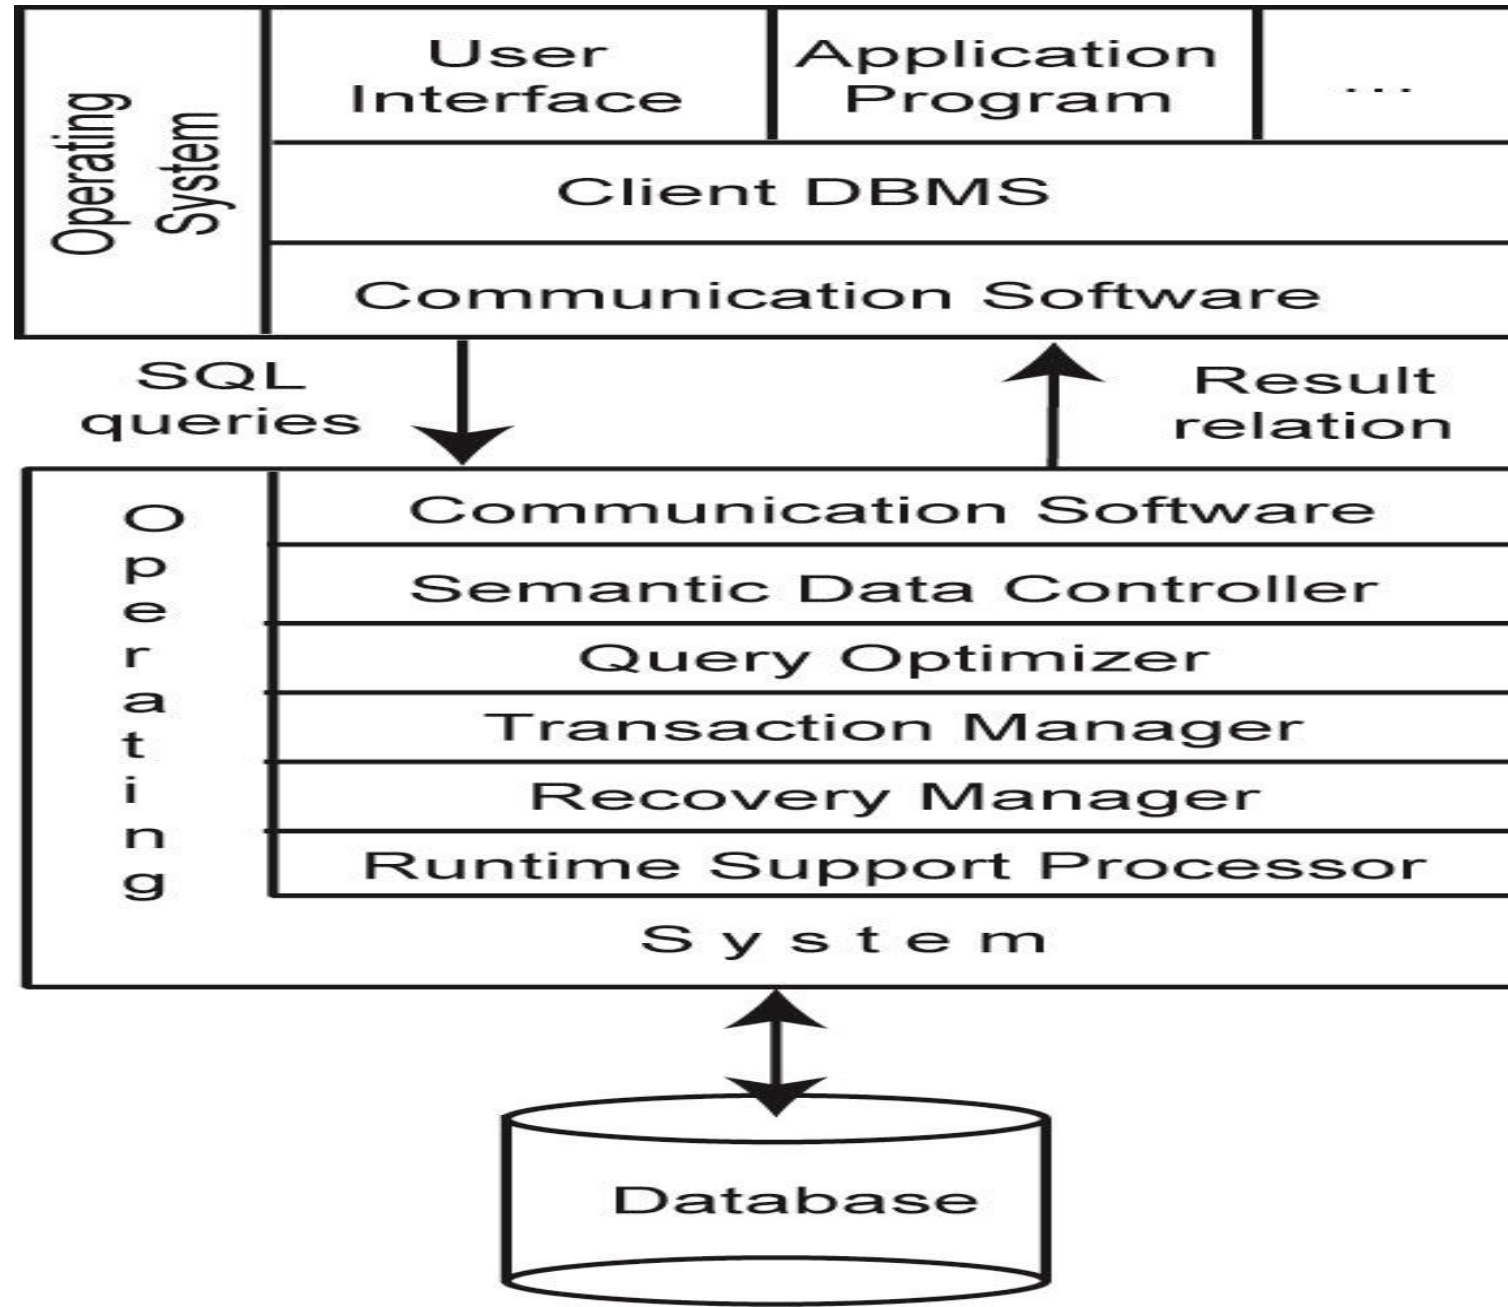 Operating
System
User
Interface
Application
Program
...
Client DBMS
Communication Software
SQL
queries
Result
relation
Operating
Communication Software
Semantic Data Controller
Query Optimizer
Transaction Manager
Recovery Manager
Runtime Support Processor
System
Database